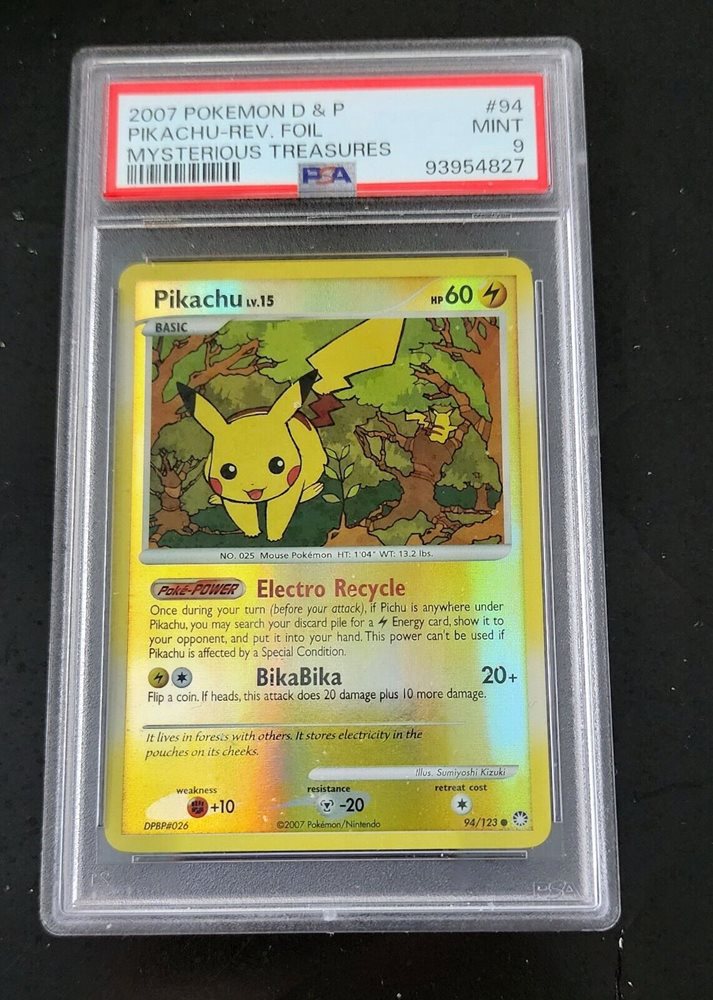 2007 POKEMON D & P #94
PIKACHU-REV. FOIL MINT
MYSTERIOUS TREASURES 9
PSA 93954827
Pikachu LV.15 HP 60
BASIC
NO. 025 Mouse Pokémon HT: 1'04" WT: 13.2 lbs.
Poké-POWER Electro Recycle
Once during your turn (before your attack), if Pichu is anywhere under
Pikachu, you may search your discard pile for a Energy card, show it to
your opponent, and put it into your hand. This power can't be used if
Pikachu is affected by a Special Condition.
BikaBika 20+
Flip a coin. If heads, this attack does 20 damage plus 10 more damage.
It lives in forests with others. It stores electricity in the
pouches on its cheeks.
Illus. Sumiyoshi Kizuki
weakness resistance retreat cost
+10 -20
DPBP#026 ©2007 Pokémon/Nintendo 94/123
PSA